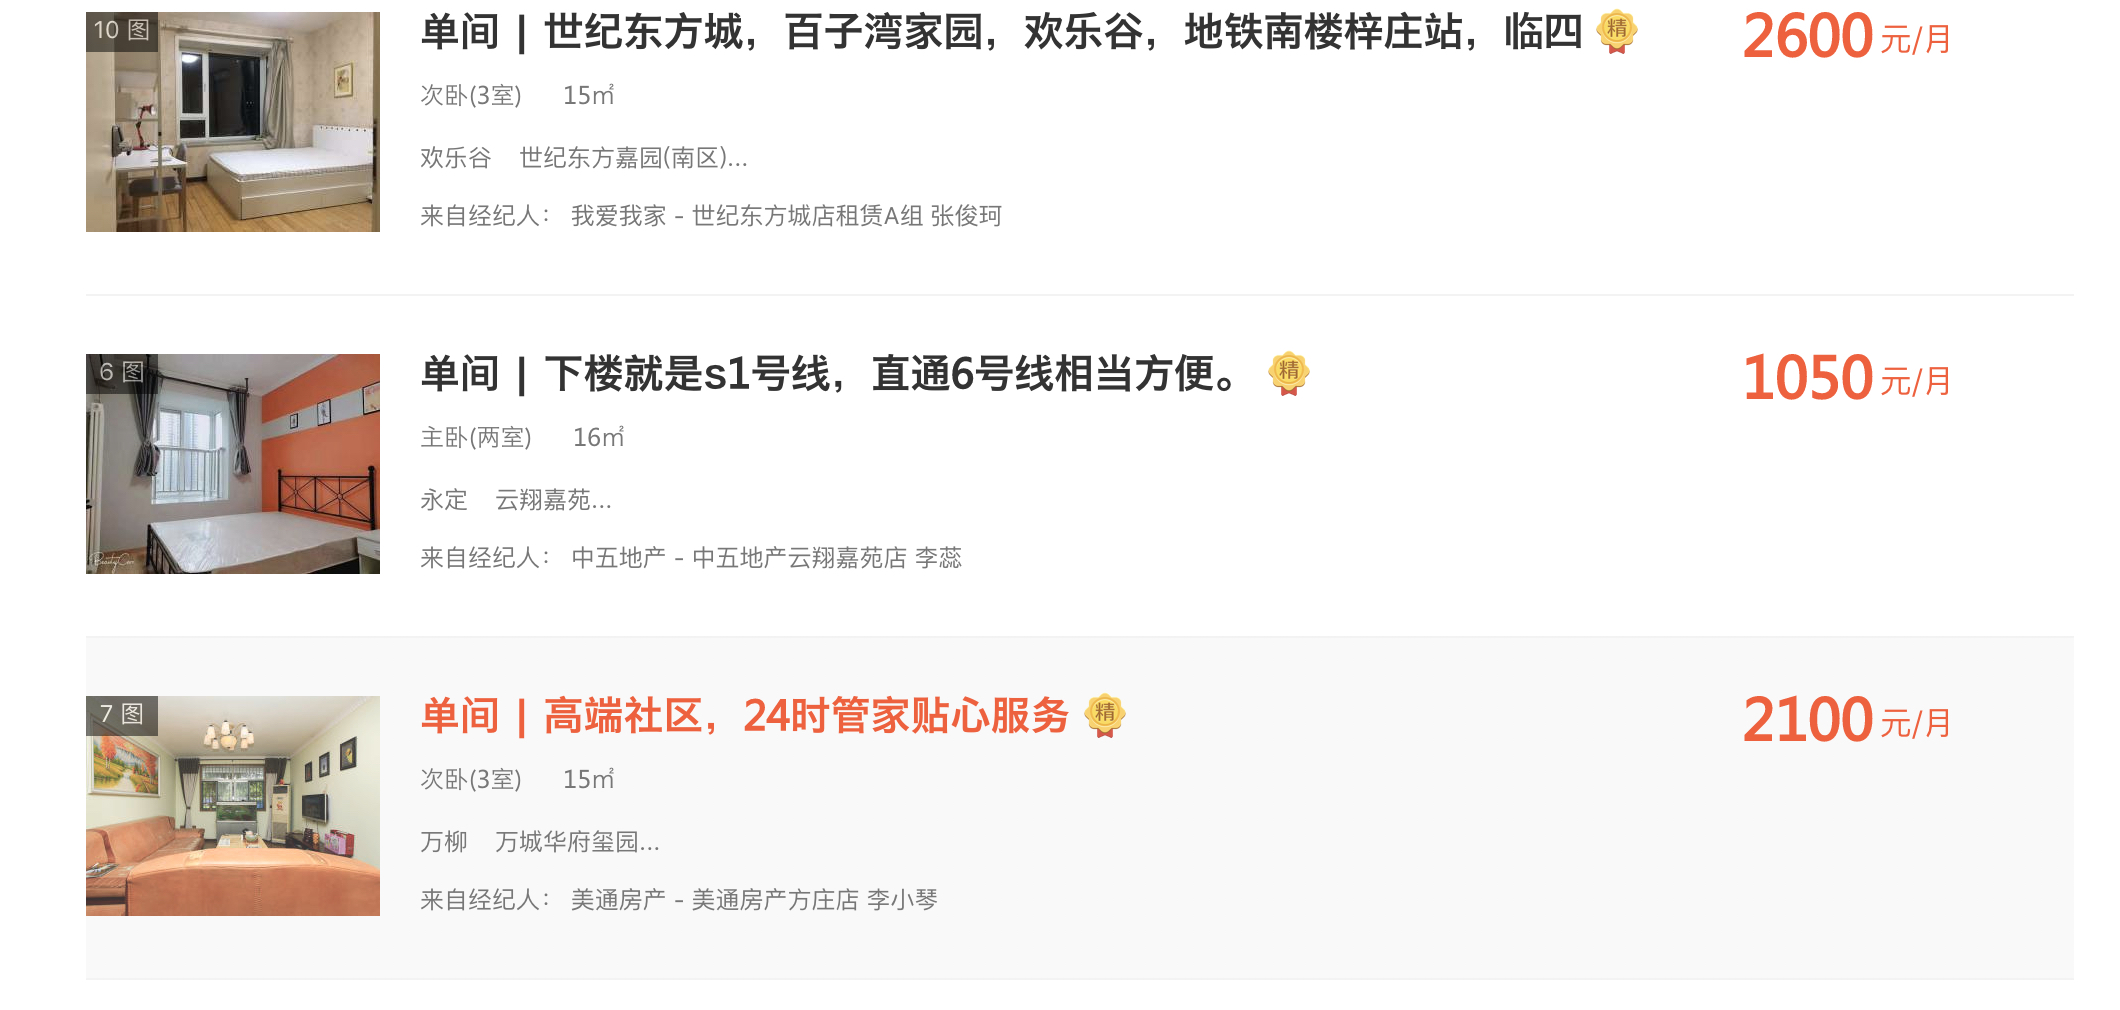 10 图
单间 | 世纪东方城，百子湾家园，欢乐谷，地铁南楼梓庄站，临四 精
2600 元/月
次卧(3室) 15㎡
欢乐谷 世纪东方嘉园(南区)...
来自经纪人： 我爱我家 - 世纪东方城店租赁A组 张俊珂
6 图
单间 | 下楼就是s1号线，直通6号线相当方便。 精
1050 元/月
主卧(两室) 16㎡
永定 云翔嘉苑...
来自经纪人： 中五地产 - 中五地产云翔嘉苑店 李蕊
7 图
单间 | 高端社区，24时管家贴心服务 精
2100 元/月
次卧(3室) 15㎡
万柳 万城华府玺园...
来自经纪人： 美通房产 - 美通房产方庄店 李小琴